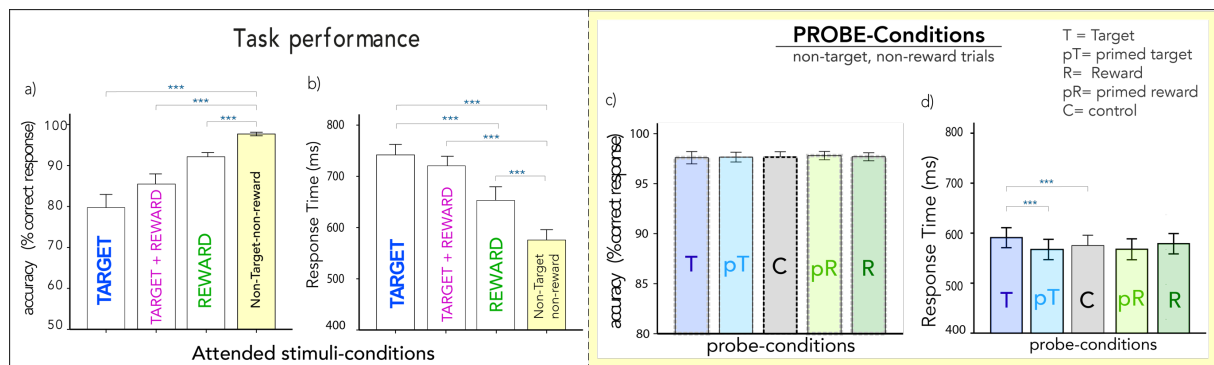 Task performance
a)
***
***
***
accuracy (% correct response)
100
90
80
70
60
50
TARGET
TARGET + REWARD
REWARD
Non-Target-non-reward
b)
***
***
***
Response Time (ms)
800
700
600
500
400
TARGET
TARGET + REWARD
REWARD
Non-Target
non-reward
Attended stimuli-conditions
PROBE-Conditions
non-target, non-reward trials
T = Target
pT= primed target
R= Reward
pR= primed reward
C= control
c)
accuracy (% correct response)
100
95
90
85
80
T
pT
C
pR
R
probe-conditions
d)
***
***
Response Time (ms)
800
700
600
500
400
T
pT
C
pR
R
probe-conditions